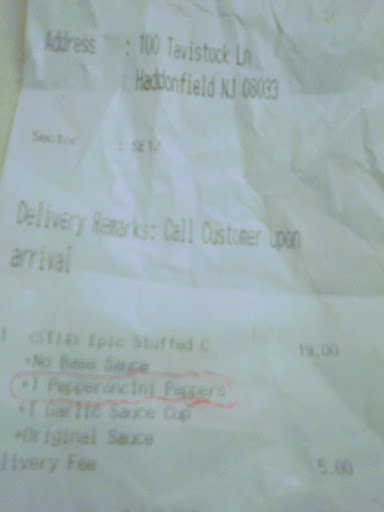 Address : 100 Tavistock Ln
Haddonfield NJ 08033
Sector :
Delivery Remarks: Call Customer upon
arrival
1 Epic Stuffed C 19.00
+No Base Sauce
+1 Pepperoncini Peppers
+1 Garlic Sauce Cup
+Original Sauce
livery Fee 5.00